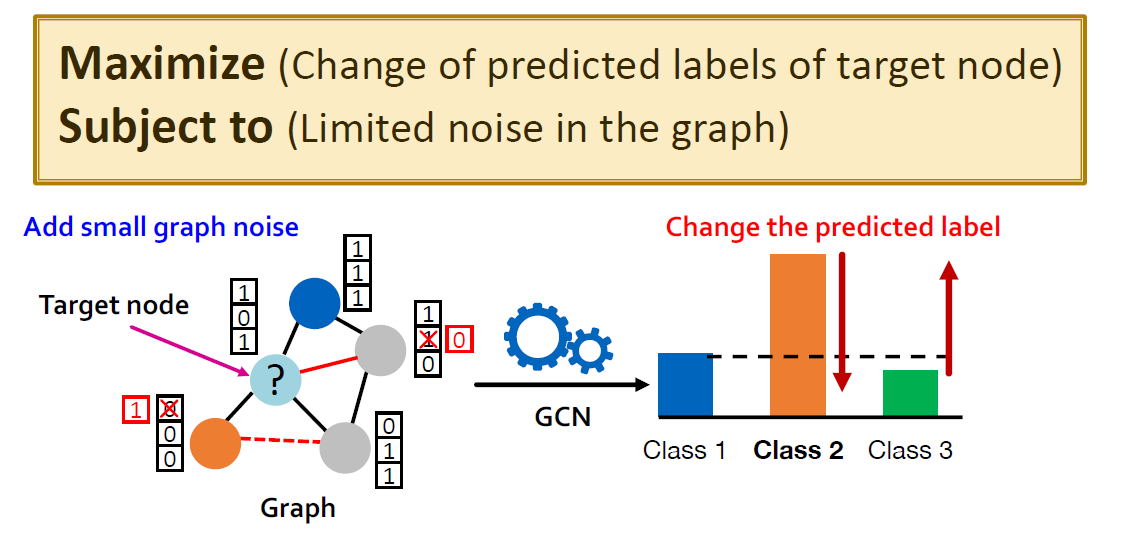 Maximize (Change of predicted labels of target node)
Subject to (Limited noise in the graph)
Add small graph noise
Change the predicted label
Target node
1
0
1
1
1
1
1
1
0
0
?
1
0
0
0
0
1
1
GCN
Graph
Class 1
Class 2
Class 3